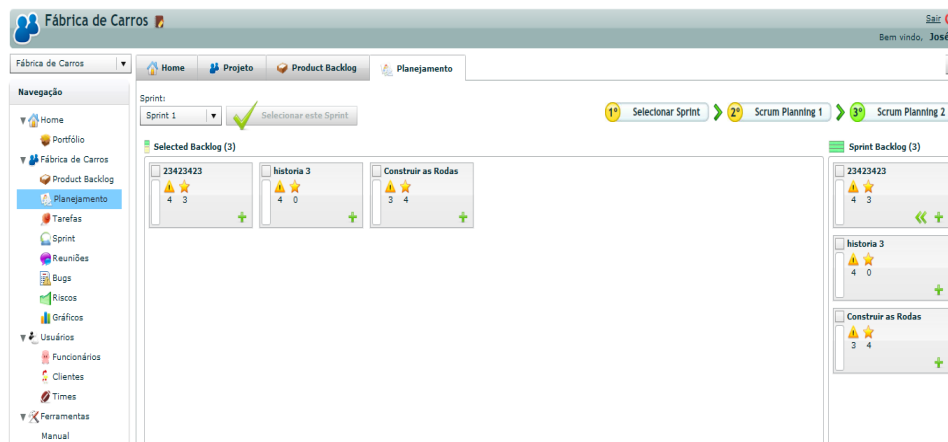 Fábrica de Carros
Sair
Bem vindo, José
Fábrica de Carros
Home
Projeto
Product Backlog
Planejamento
Navegação
Home
Portfólio
Fábrica de Carros
Product Backlog
Planejamento
Tarefas
Sprint
Reuniões
Bugs
Riscos
Gráficos
Usuários
Funcionários
Clientes
Times
Ferramentas
Manual
Sprint:
Sprint 1
Selecionar este Sprint
1º Selecionar Sprint
2º Scrum Planning 1
3º Scrum Planning 2
Selected Backlog (3)
23423423
4 3
historia 3
4 0
Construir as Rodas
3 4
Sprint Backlog (3)
23423423
4 3
historia 3
4 0
Construir as Rodas
3 4